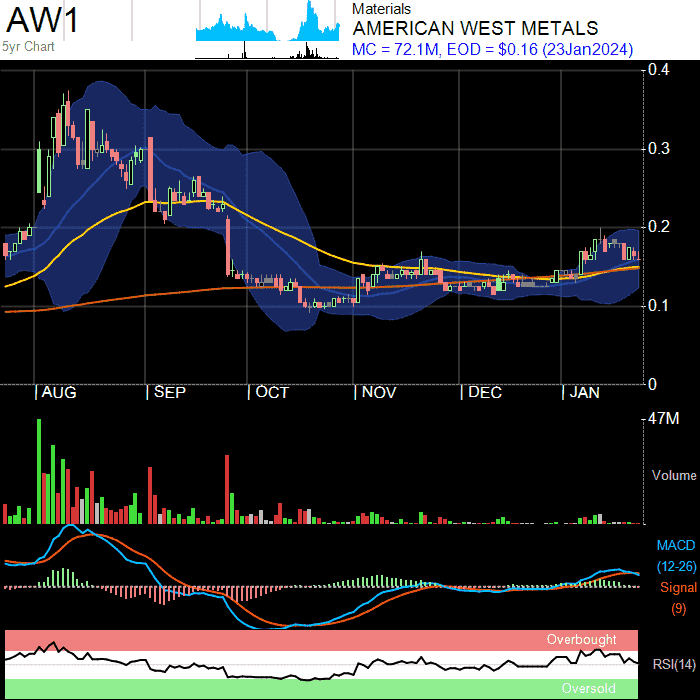 AW1
5yr Chart
Materials
AMERICAN WEST METALS
MC = 72.1M, EOD = $0.16 (23Jan2024)
0.4
0.3
0.2
0.1
0
AUG SEP OCT NOV DEC JAN
47M
Volume
MACD
(12-26)
Signal
(9)
Overbought
RSI(14)
Oversold